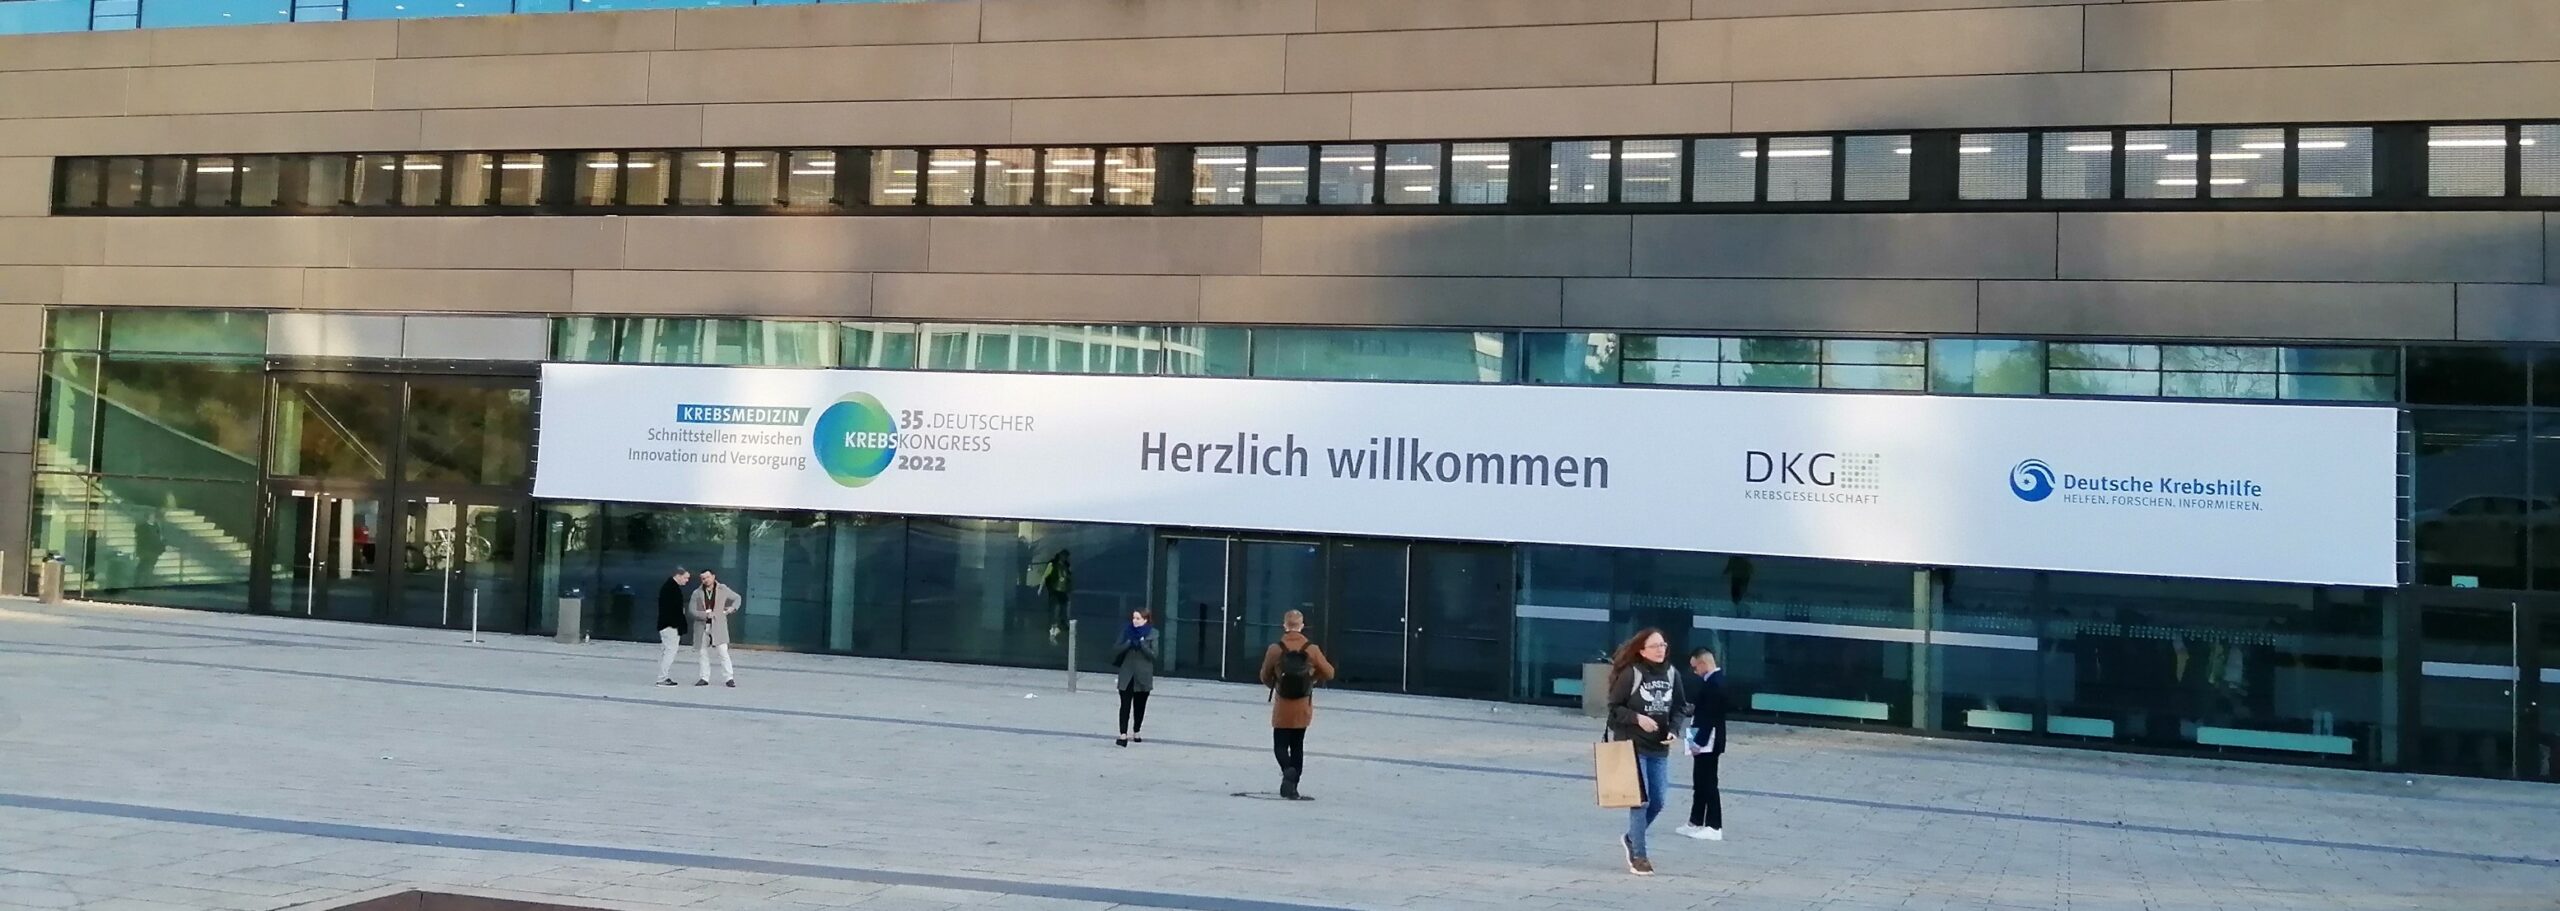 KREBSMEDIZIN
Schnittstellen zwischen
Innovation und Versorgung
35. DEUTSCHER
KREBSKONGRESS
2022
Herzlich willkommen
DKG
KREBSGESELLSCHAFT
Deutsche Krebshilfe
HELFEN. FORSCHEN. INFORMIEREN.